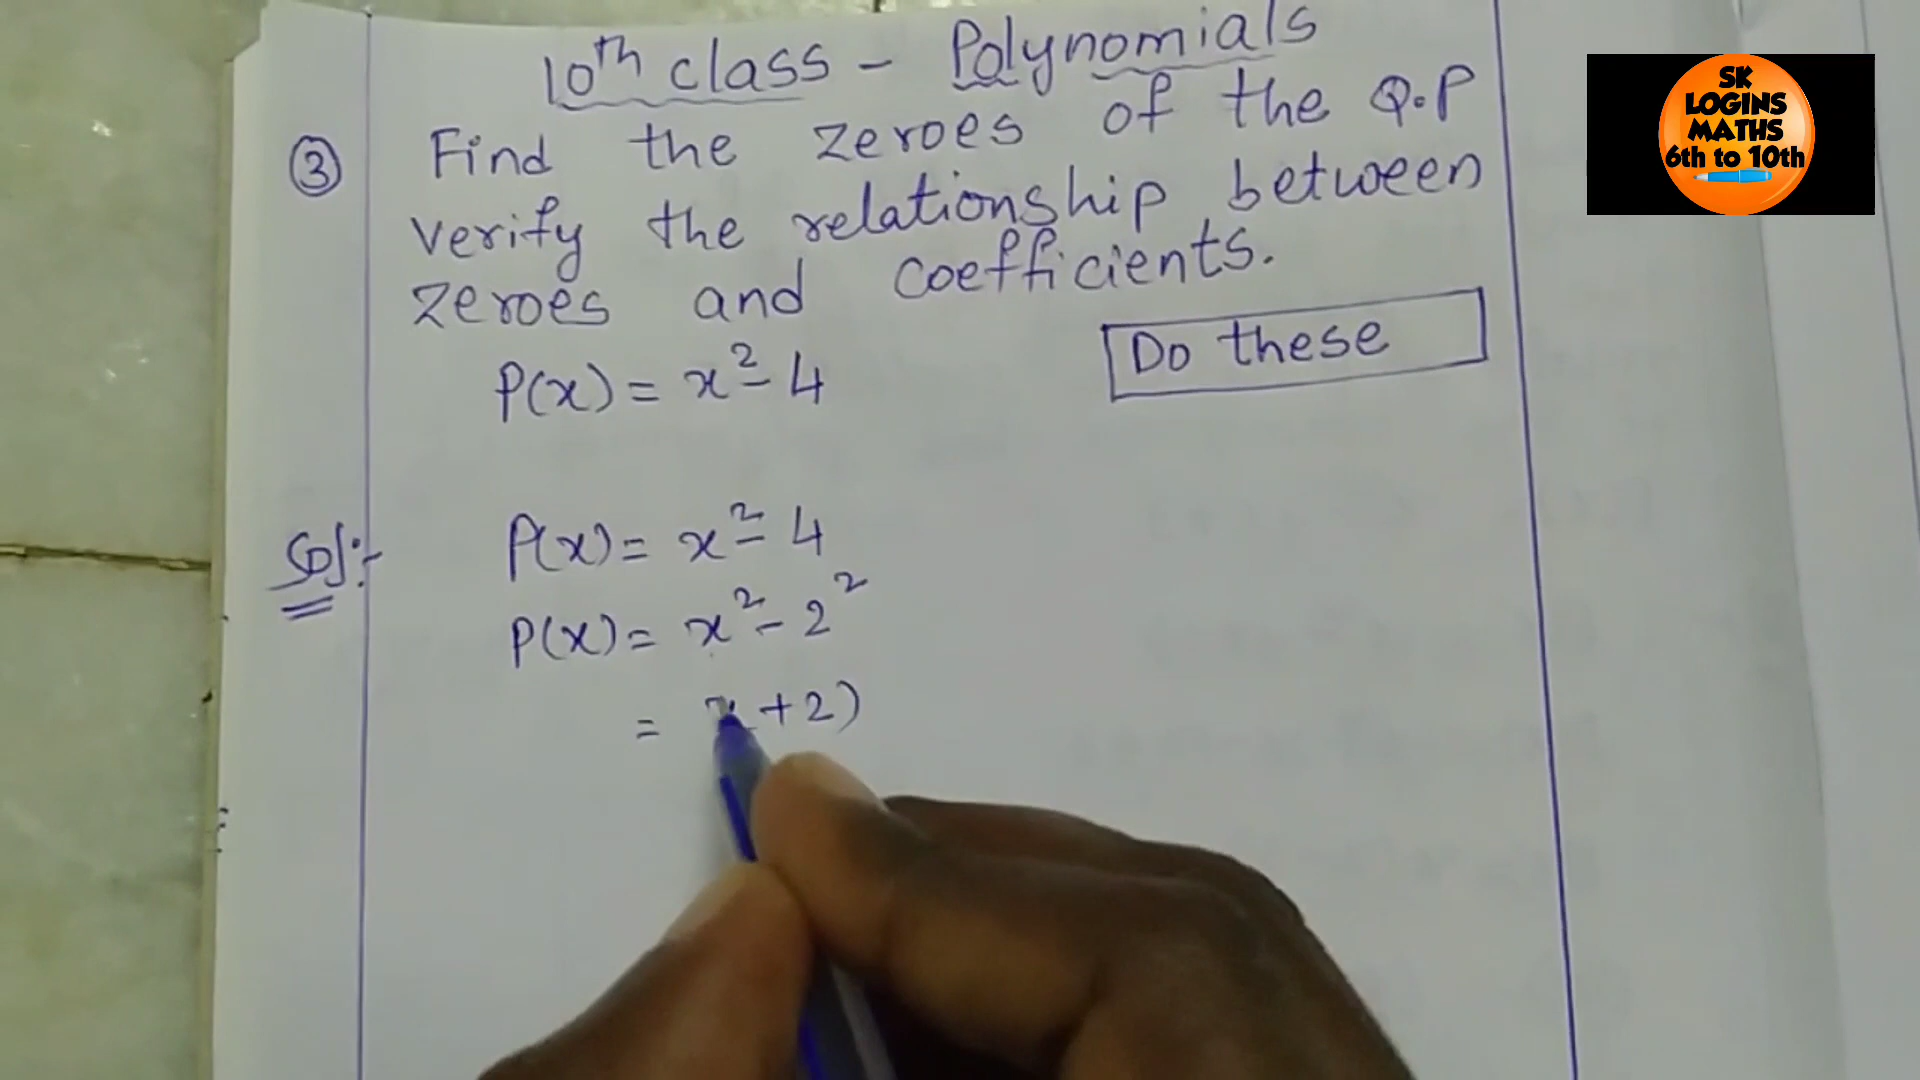 10th class - Polynomials
③ Find the zeroes of the Q.P
verify the relationship between
zeroes and coefficients.
Do these
P(x) = x² - 4
Sol:- P(x) = x² - 4
P(x) = x² - 2²
= x + 2)
SK
LOGINS
MATHS
6th to 10th